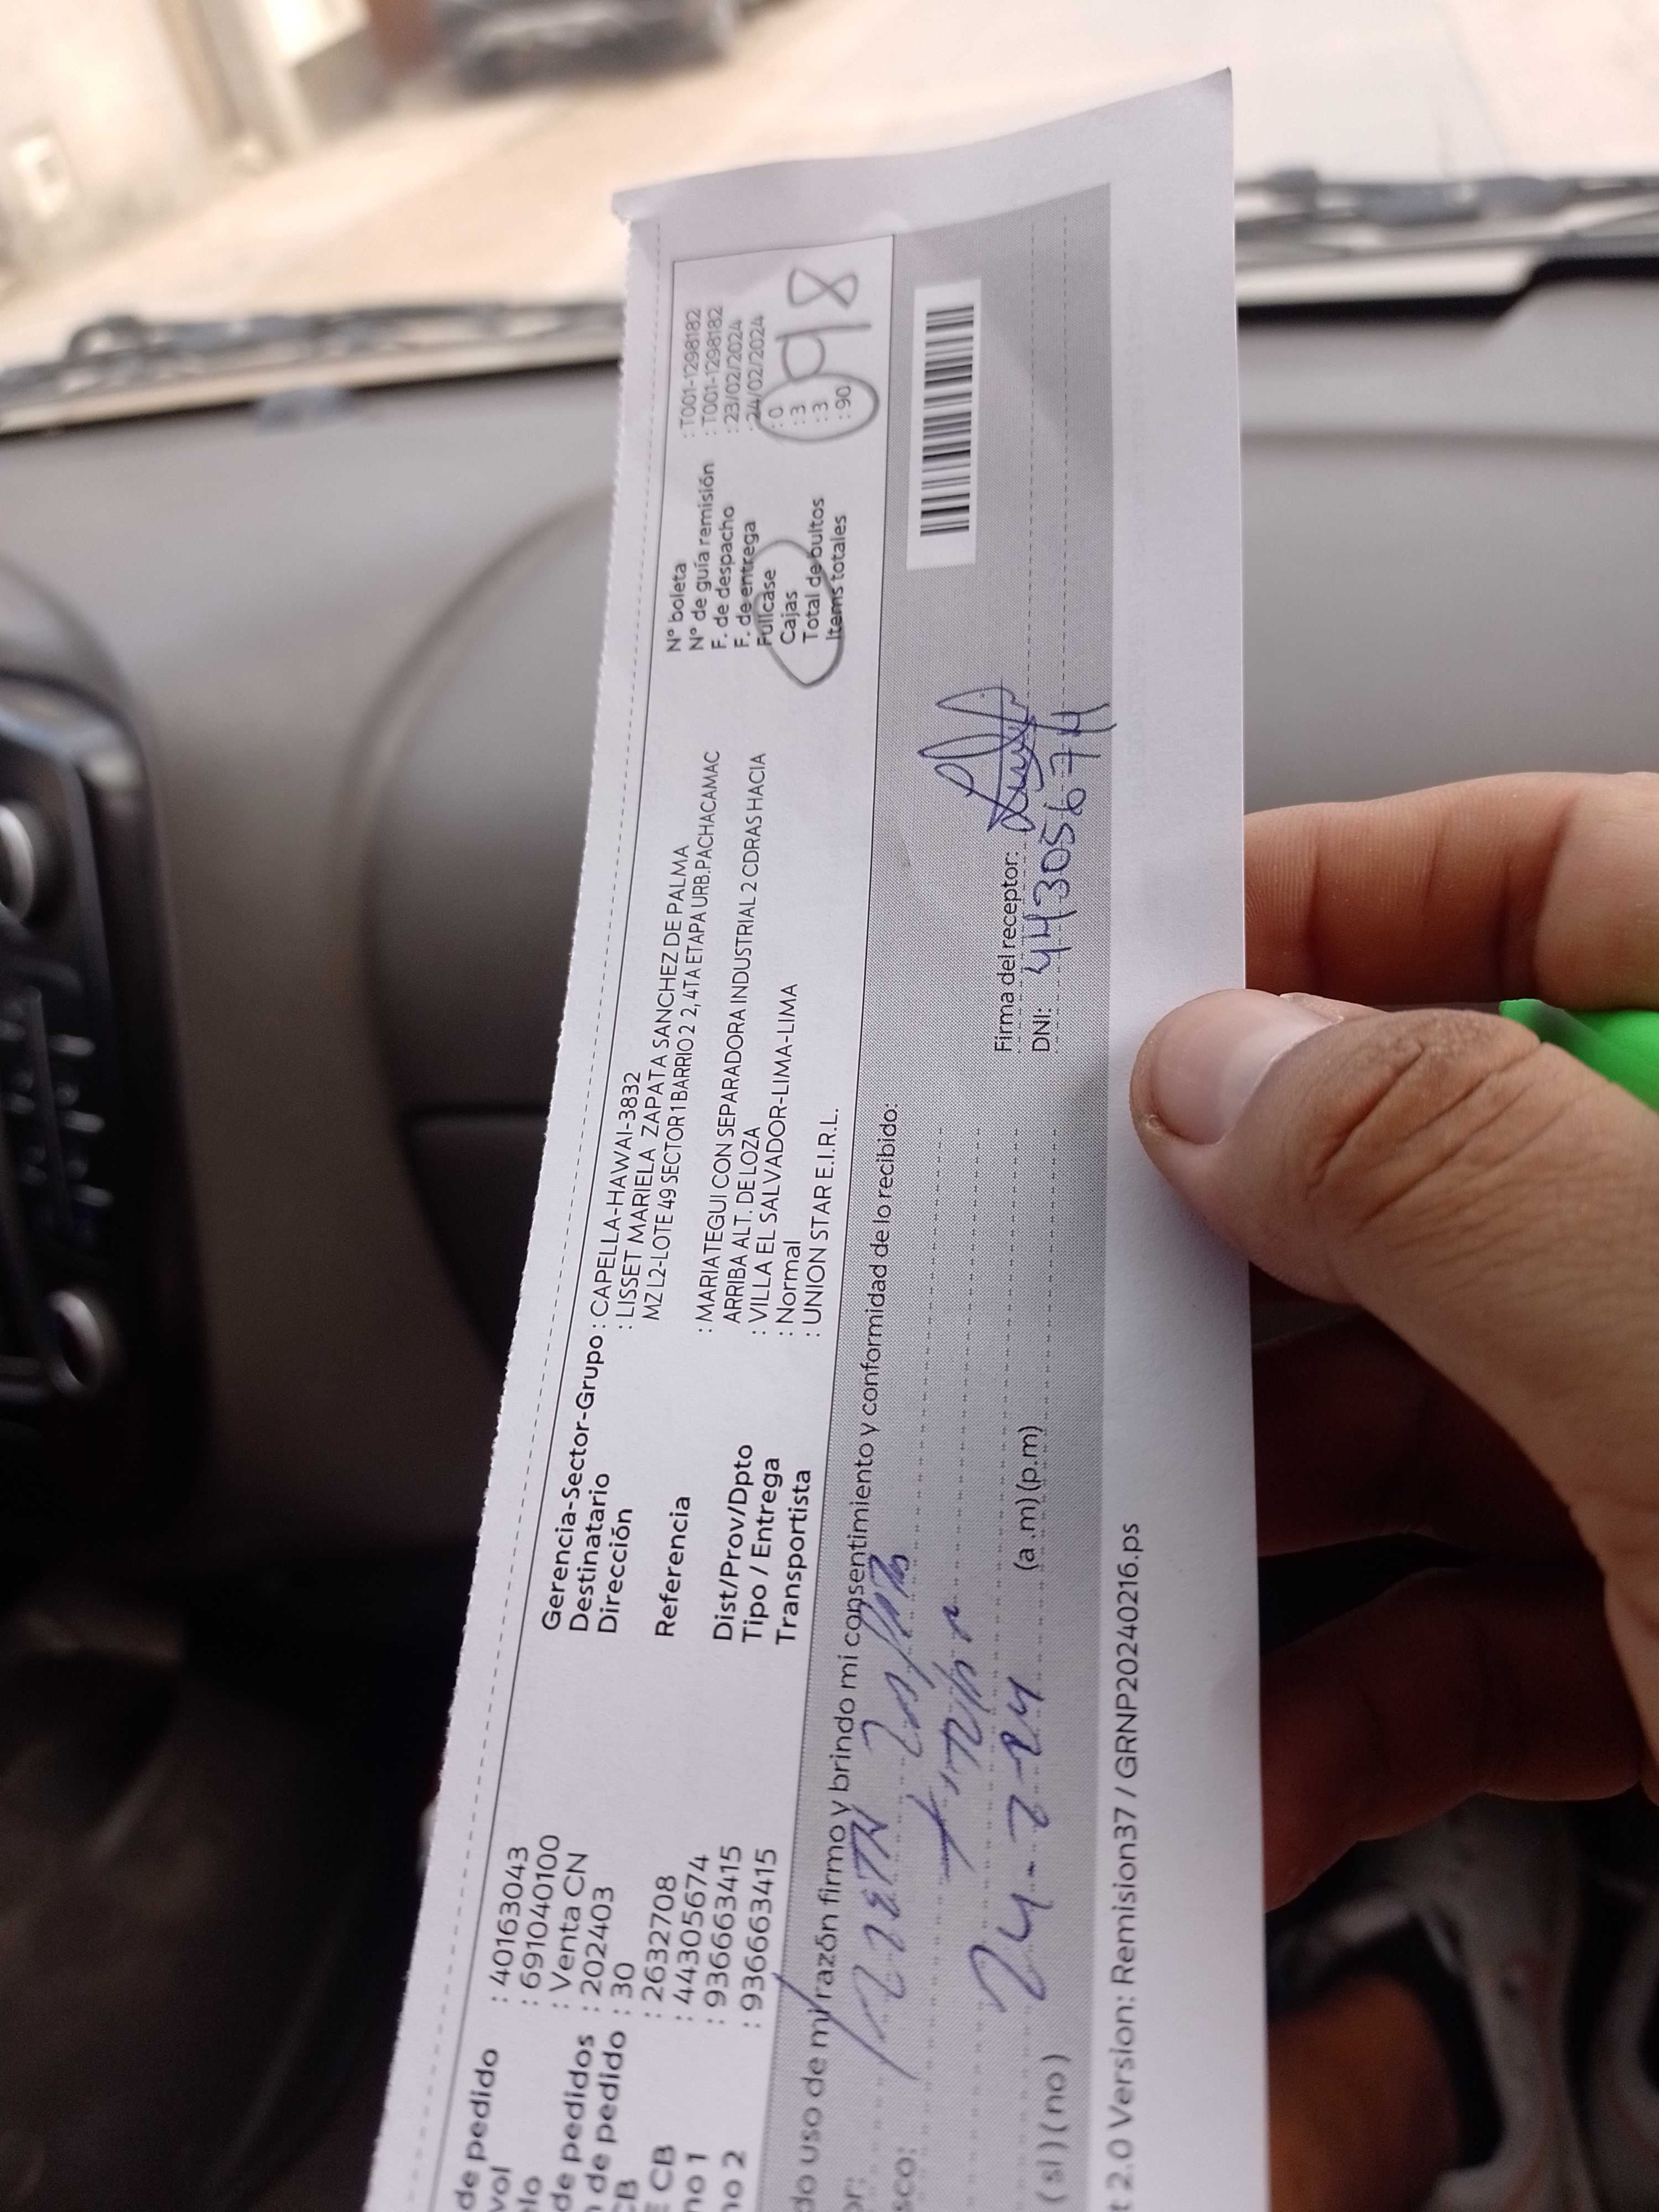 de pedido : 40163043
vol : 691040100
lo : Venta CN
de pedidos : 202403
de pedido : 30
CB : 2632708
CB : 44305674
no 1 : 936663415
no 2 : 936663415
Gerencia-Sector-Grupo : CAPELLA-HAWAI-3832
Destinatario : LISSET MARIELA ZAPATA SANCHEZ DE PALMA
Dirección MZ L2-LOTE 49 SECTOR 1 BARRIO 2 2, 4TA ETAPA URB.PACHACAMAC
Referencia : MARIATEGUI CON SEPARADORA INDUSTRIAL 2 CDRAS HACIA
ARRIBA ALT. DE LOZA
Dist/Prov/Dpto : VILLA EL SALVADOR-LIMA-LIMA
Tipo / Entrega : Normal
Transportista : UNION STAR E.I.R.L.
N° boleta : T001-1298182
N° de guía remisión : T001-1298182
F. de despacho : 23/02/2024
F. de entrega : 24/02/2024
Fullcase : 0
Cajas : 3
Total de bultos : 3
Items totales : 90
98
do uso de mi razón firmo y brindo mi consentimiento y conformidad de lo recibido:
or:
sco:
24-2-24 (a .m) (p.m)
(si) (no)
Firma del receptor:
DNI: 44305674
t 2.0 Version: Remision37 / GRNP20240216.ps